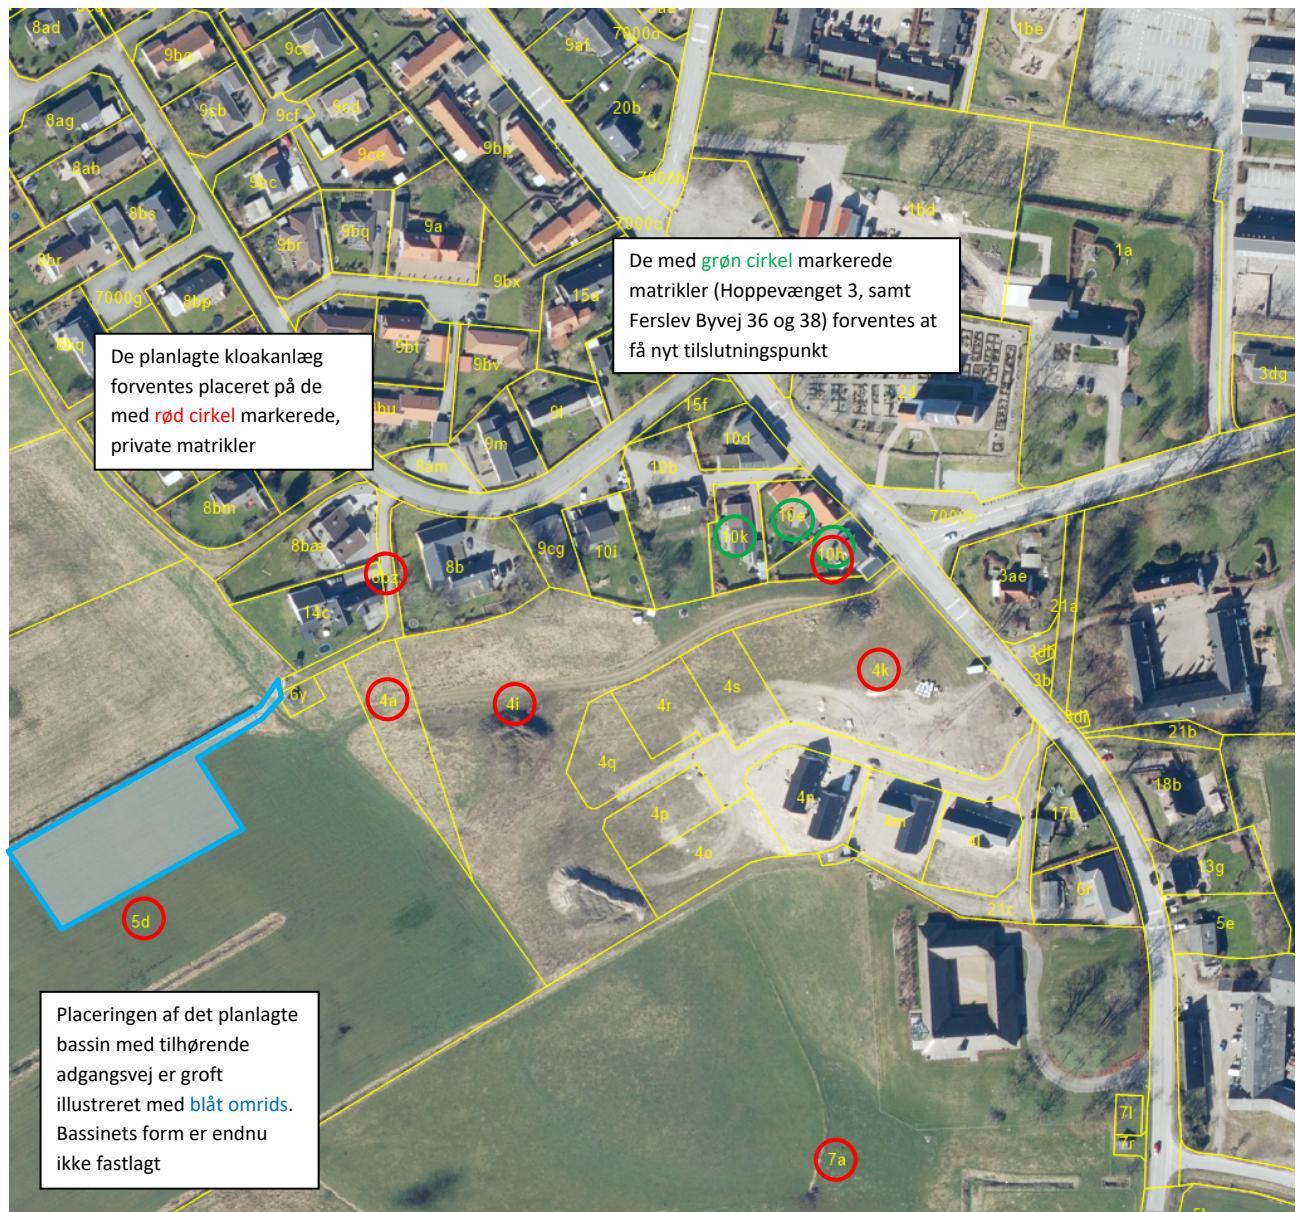 8ad
9bo
9cc
9af
7000o
1be
8ag
9cb
9cf
9cd
20b
8ah
9ce
9bp
9bc
7000h
8bs
9br
9bq
9a
7000c
1bd
1a
8br
7000g
8bp
9bx
15a
De med grøn cirkel markerede
matrikler (Hoppevænget 3, samt
Ferslev Byvej 36 og 38) forventes at
få nyt tilslutningspunkt
De planlagte kloakanlæg
forventes placeret på de
med rød cirkel markerede,
private matrikler
9bt
9bv
3dg
24
9l
15f
9m
10d
8am
10b
8bm
7000b
10e
10k
8bæ
9cg
10i
10h
8b
3ae
14c
21a
3dh
3b
6y
4a
4i
4s
4k
4r
3di
21b
4q
18b
4p
4n
4m
4l
17b
4o
13g
6r
21c
5d
5e
Placeringen af det planlagte
bassin med tilhørende
adgangsvej er groft
illustreret med blåt omrids.
Bassinets form er endnu
ikke fastlagt
7l
7r
7a